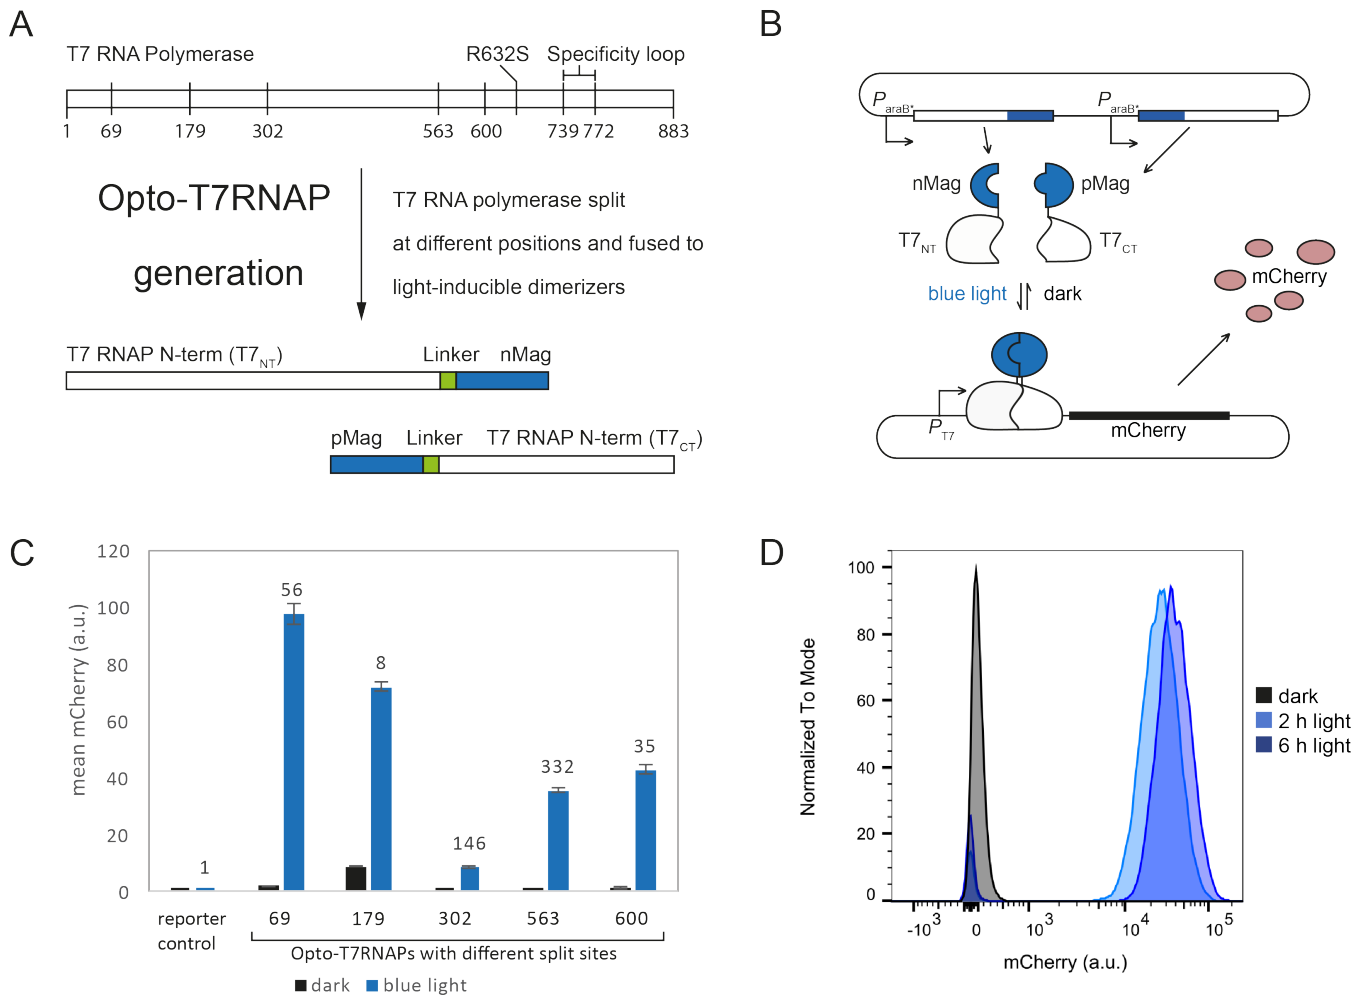 A
T7 RNA Polymerase
R632S
Specificity loop
1 69 179 302 563 600 739 772 883
Opto-T7RNAP
generation
T7 RNA polymerase split
at different positions and fused to
light-inducible dimerizers
T7 RNAP N-term (T7NT)
Linker nMag
pMag Linker T7 RNAP N-term (T7CT)
B
ParaB* ParaB*
nMag pMag
T7NT T7CT
blue light dark
mCherry
PT7
mCherry
C
mean mCherry (a.u.)
120
100
80
60
40
20
0
1
56
8
146
332
35
reporter
control
69 179 302 563 600
Opto-T7RNAPs with different split sites
dark blue light
D
Normalized To Mode
100
80
60
40
20
0
-10^3 0 10^3 10^4 10^5
mCherry (a.u.)
dark
2 h light
6 h light